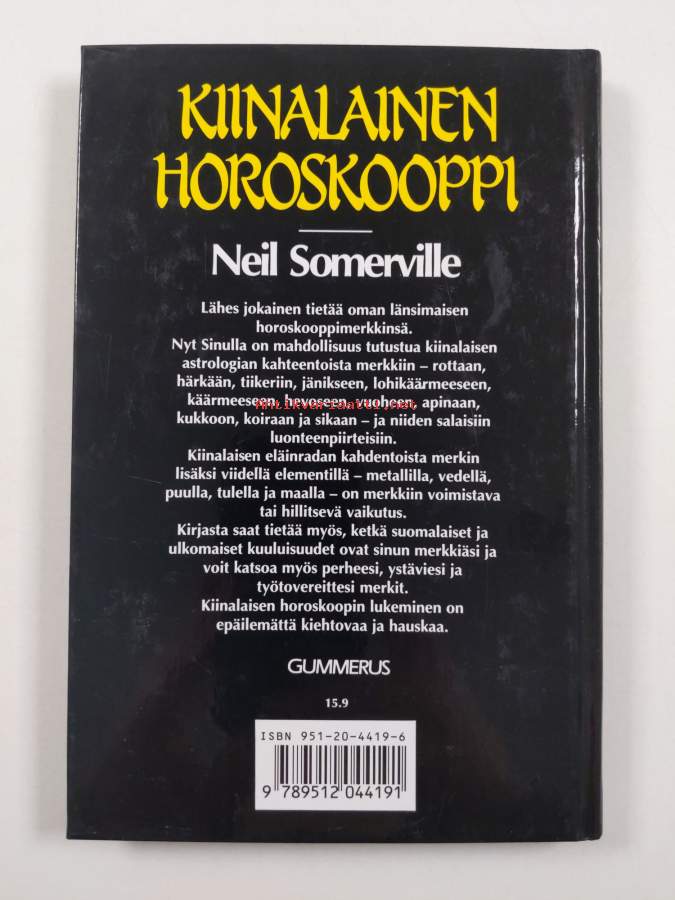 KIINALAINEN
HOROSKOOPPI
Neil Somerville
Lähes jokainen tietää oman länsimaisen
horoskooppimerkkinsä.
Nyt Sinulla on mahdollisuus tutustua kiinalaisen
astrologian kahteentoista merkkiin – rottaan,
härkään, tiikeriin, jänikseen, lohikäärmeeseen,
käärmeeseen, hevoseen, vuoheen, apinaan,
Antikvariaatti.net
kukkoon, koiraan ja sikaan – ja niiden salaisiin
luonteenpiirteisiin.
Kiinalaisen eläinradan kahdentoista merkin
lisäksi viidellä elementillä – metallilla, vedellä,
puulla, tulella ja maalla – on merkkiin voimistava
tai hillitsevä vaikutus.
Kirjasta saat tietää myös, ketkä suomalaiset ja
ulkomaiset kuuluisuudet ovat sinun merkkiäsi ja
voit katsoa myös perheesi, ystäviesi ja
työtovereittesi merkit.
Kiinalaisen horoskoopin lukeminen on
epäilemättä kiehtovaa ja hauskaa.
GUMMERUS
15.9
ISBN 951-20-4419-6
9 789512 044191